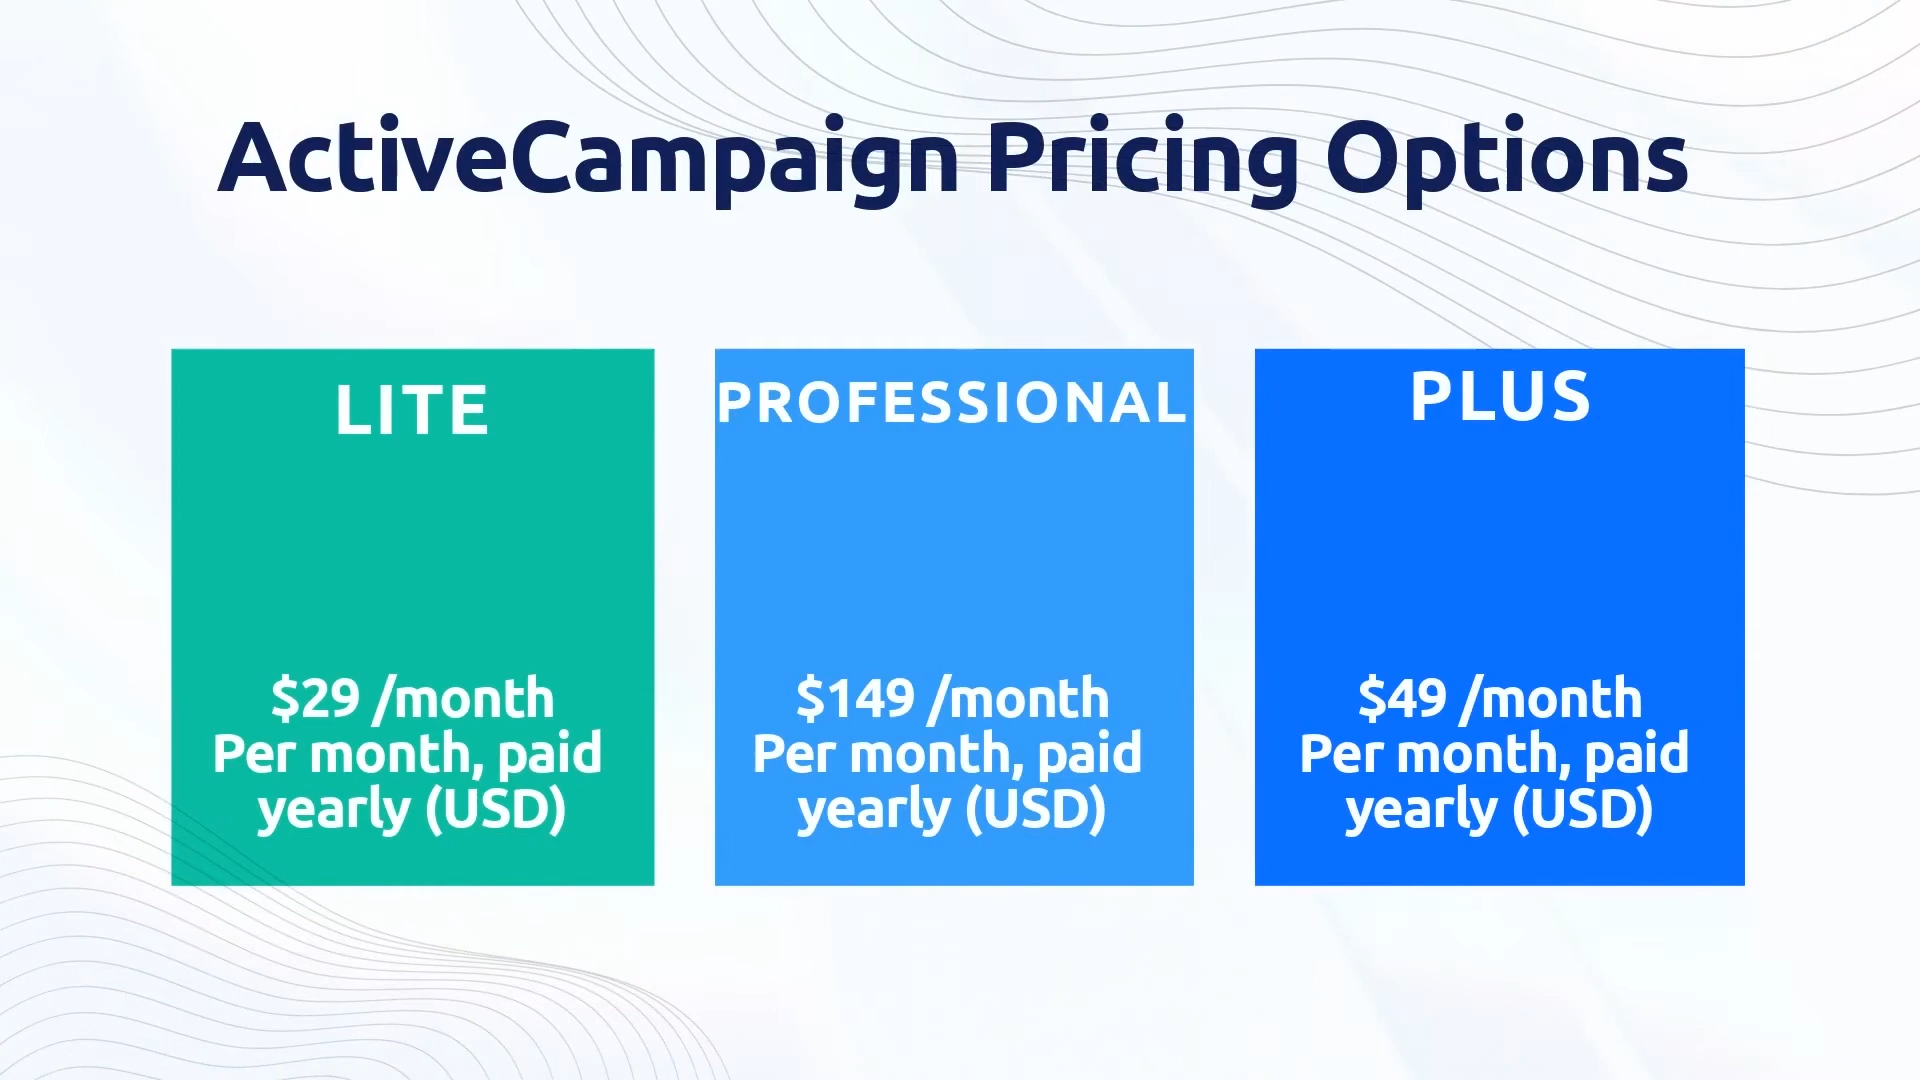 ActiveCampaign Pricing Options
LITE
$29 /month
Per month, paid
yearly (USD)
PROFESSIONAL
$149 /month
Per month, paid
yearly (USD)
PLUS
$49 /month
Per month, paid
yearly (USD)